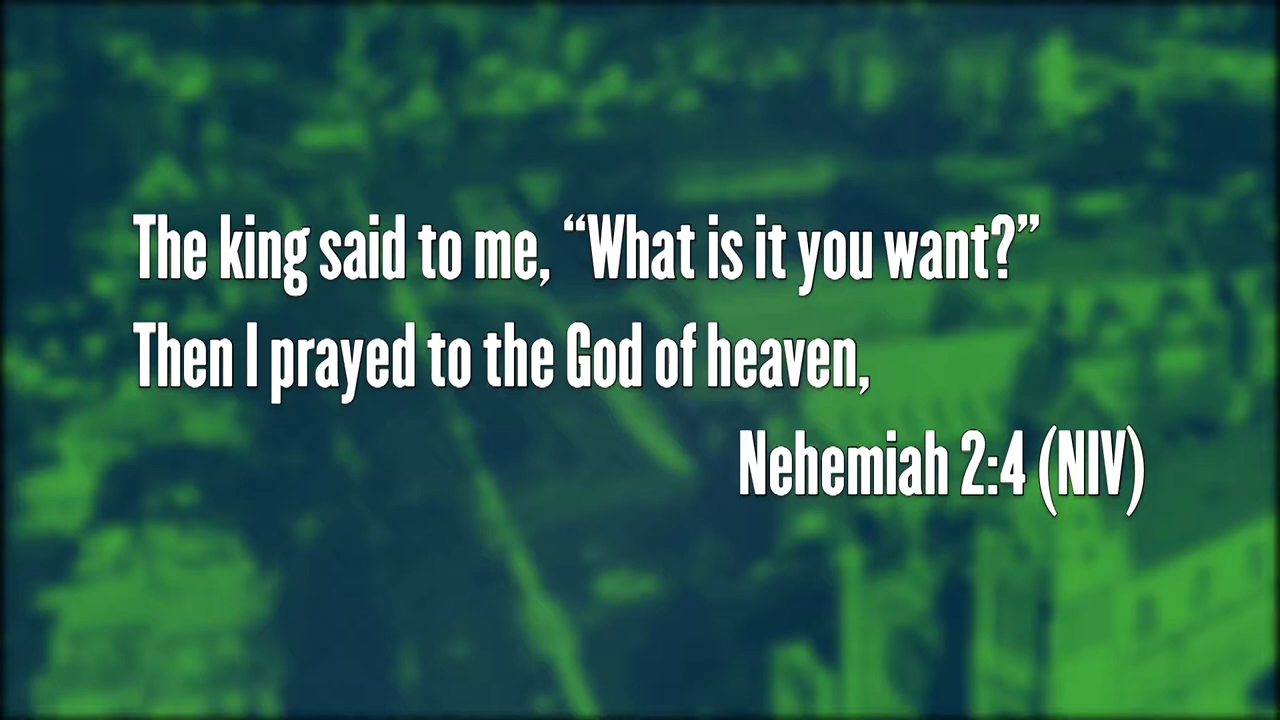 The king said to me, “What is it you want?”
Then I prayed to the God of heaven,
Nehemiah 2:4 (NIV)